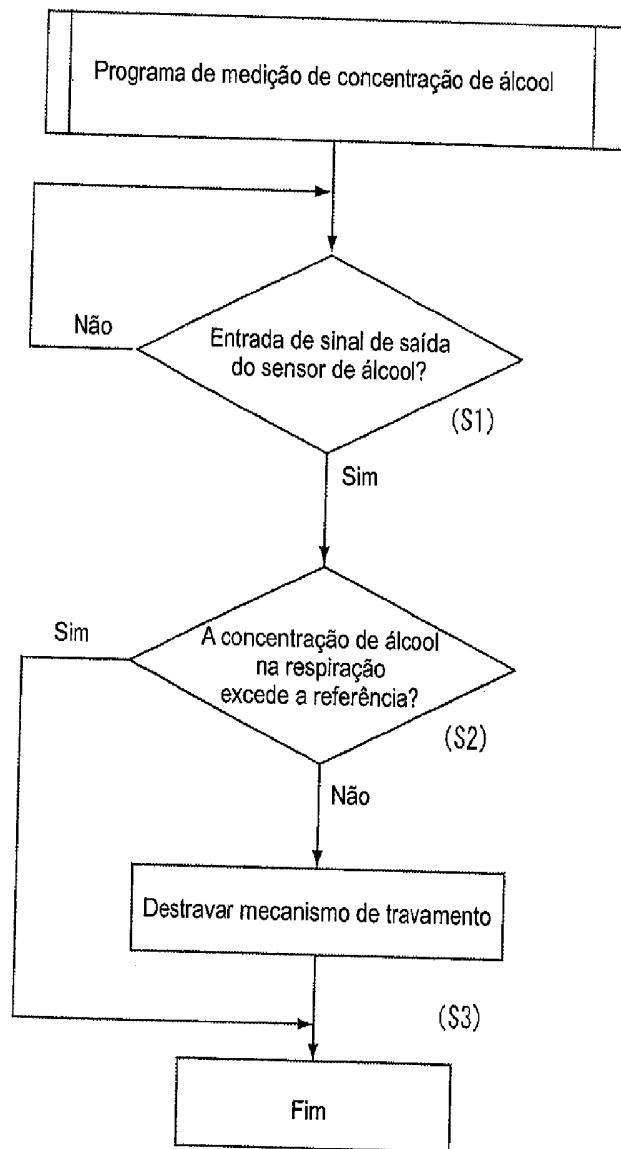 Programa de medição de concentração de álcool
Não
Entrada de sinal de saída
do sensor de álcool?
(S1)
Sim
Sim
A concentração de álcool
na respiração
excede a referência?
(S2)
Não
Destravar mecanismo de travamento
(S3)
Fim